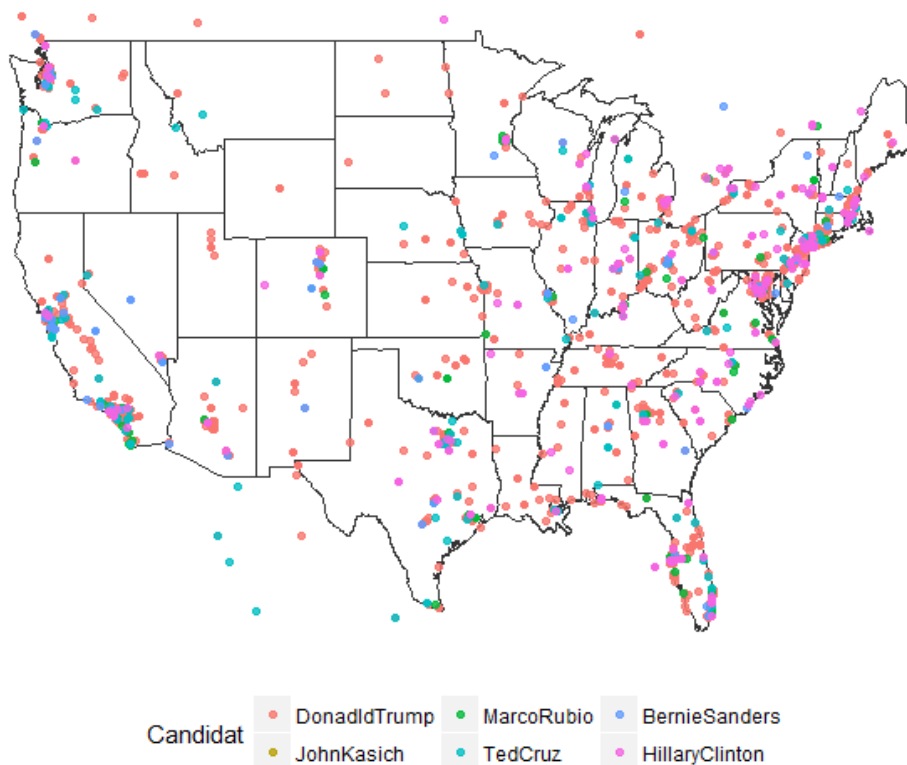 Candidat
DonadldTrump
MarcoRubio
BernieSanders
JohnKasich
TedCruz
HillaryClinton